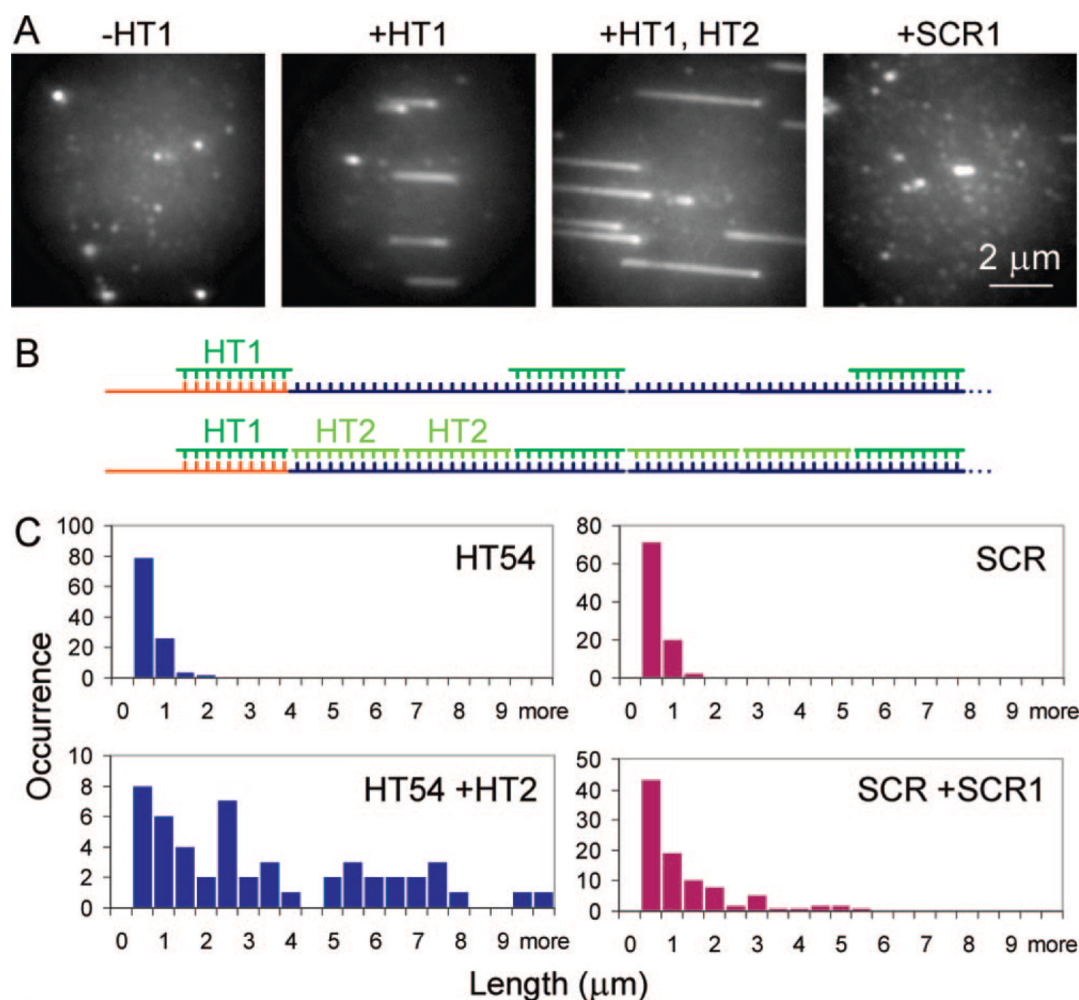 A
-HT1
+HT1
+HT1, HT2
+SCR1
2 μm
B
HT1
HT1 HT2 HT2
C
Occurrence
100
80
60
40
20
0
HT54
0 1 2 3 4 5 6 7 8 9 more
80
60
40
20
0
SCR
0 1 2 3 4 5 6 7 8 9 more
10
8
6
4
2
0
HT54 +HT2
0 1 2 3 4 5 6 7 8 9 more
50
40
30
20
10
0
SCR +SCR1
0 1 2 3 4 5 6 7 8 9 more
Length (μm)